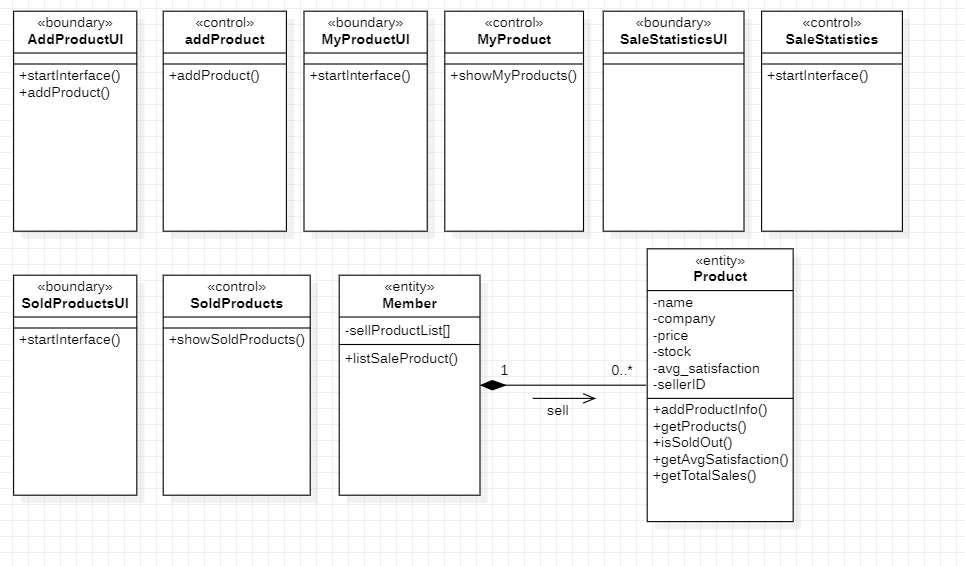 «boundary»
AddProductUI
+startInterface()
+addProduct()
«control»
addProduct
+addProduct()
«boundary»
MyProductUI
+startInterface()
«control»
MyProduct
+showMyProducts()
«boundary»
SaleStatisticsUI
«control»
SaleStatistics
+startInterface()
«boundary»
SoldProductsUI
+startInterface()
«control»
SoldProducts
+showSoldProducts()
«entity»
Member
-sellProductList[]
+listSaleProduct()
1
0..*
sell
«entity»
Product
-name
-company
-price
-stock
-avg_satisfaction
-sellerID
+addProductInfo()
+getProducts()
+isSoldOut()
+getAvgSatisfaction()
+getTotalSales()